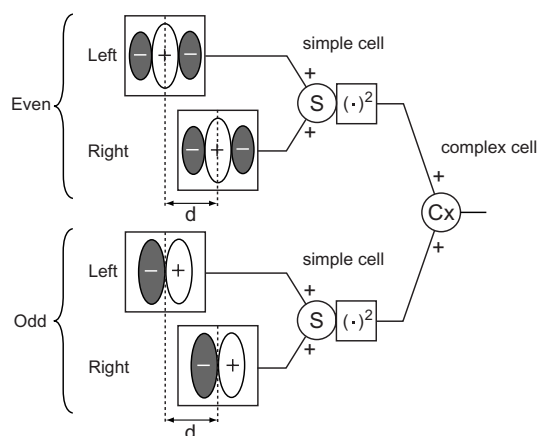 Left
simple cell
− + −
+
Even
S
(·)²
+
Right
− + −
complex cell
d
+
Cx
+
Left
simple cell
− +
+
Odd
S
(·)²
+
Right
− +
d